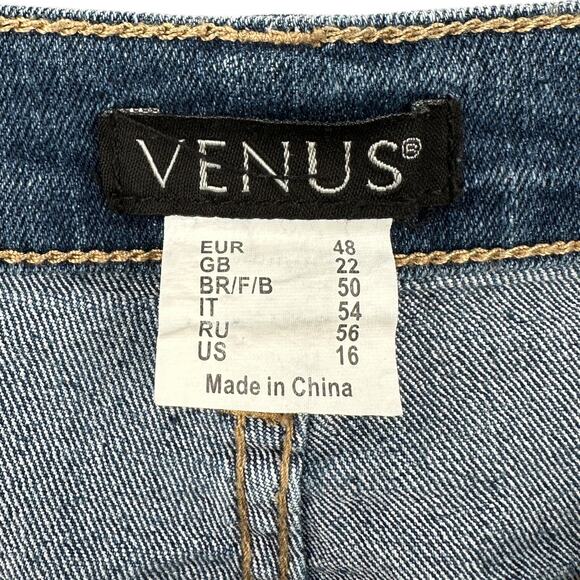 VENUS®
EUR 48
GB 22
BR/F/B 50
IT 54
RU 56
US 16
Made in China